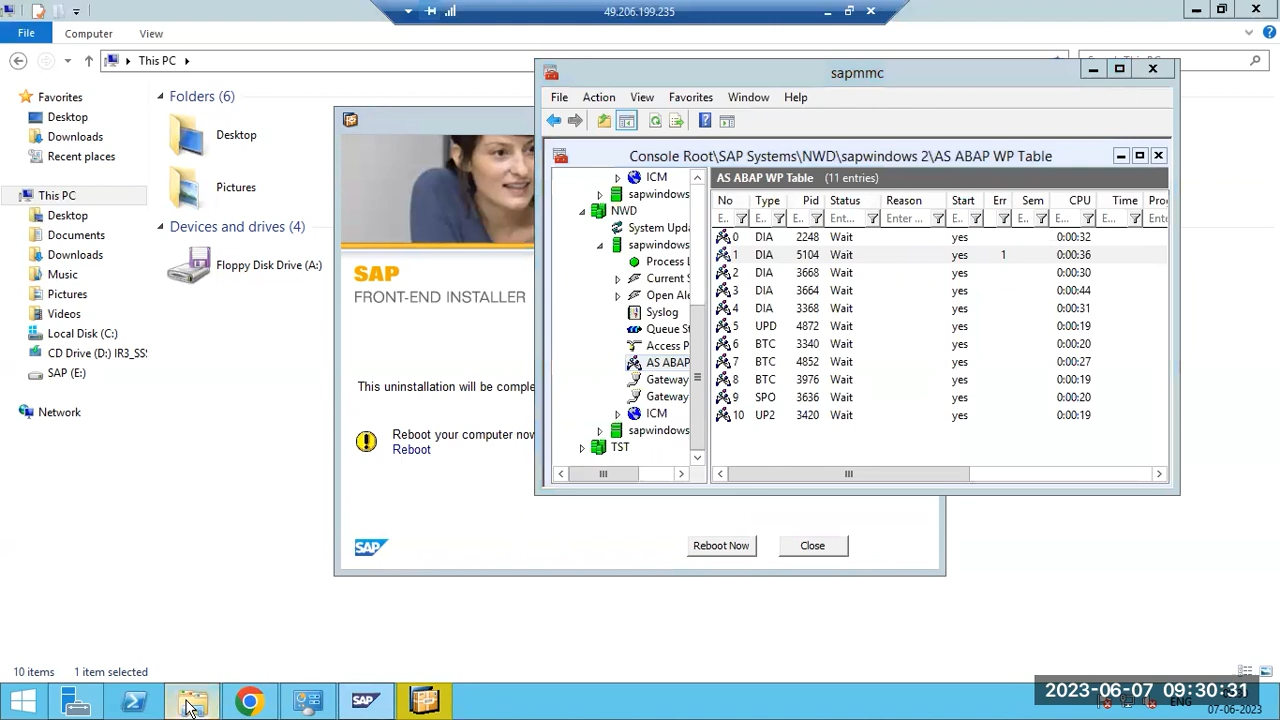 49.206.199.235
File Computer View
This PC
Favorites
Desktop
Downloads
Recent places
This PC
Desktop
Documents
Downloads
Music
Pictures
Videos
Local Disk (C:)
CD Drive (D:) IR3_SS
SAP (E:)
Network
Folders (6)
Desktop
Pictures
Devices and drives (4)
Floppy Disk Drive (A:)
10 items 1 item selected
SAP
FRONT-END INSTALLER
This uninstallation will be comple
Reboot your computer now
Reboot
SAP
Reboot Now Close
sapmmc
File Action View Favorites Window Help
Console Root\SAP Systems\NWD\sapwindows 2\AS ABAP WP Table
ICM
sapwindows
NWD
System Upda
sapwindows
Process L
Current S
Open Ale
Syslog
Queue St
Access P
AS ABAP
Gateway
Gateway
ICM
sapwindows
TST
AS ABAP WP Table (11 entries)
No Type Pid Status Reason Start Err Sem CPU Time Pro
E... E... E... Ent... Enter ... E... E... E... E... E... Ente
0 DIA 2248 Wait yes 0:00:32
1 DIA 5104 Wait yes 1 0:00:36
2 DIA 3668 Wait yes 0:00:30
3 DIA 3664 Wait yes 0:00:44
4 DIA 3368 Wait yes 0:00:31
5 UPD 4872 Wait yes 0:00:19
6 BTC 3340 Wait yes 0:00:20
7 BTC 4852 Wait yes 0:00:27
8 BTC 3976 Wait yes 0:00:19
9 SPO 3636 Wait yes 0:00:20
10 UP2 3420 Wait yes 0:00:19
SAP
2023-06-07 09:30:31
ENG
07-06-2023